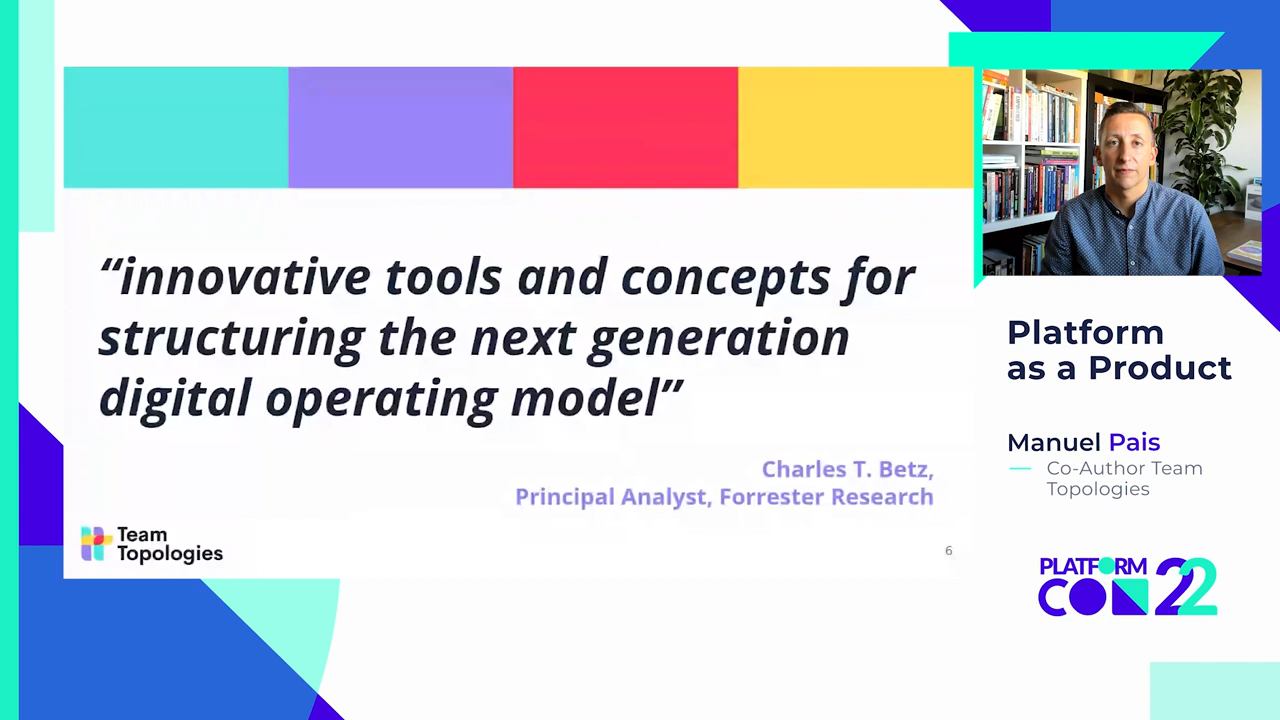 “innovative tools and concepts for
structuring the next generation
digital operating model”
Charles T. Betz,
Principal Analyst, Forrester Research
Team
Topologies
6
Platform
as a Product
Manuel Pais
Co-Author Team
Topologies
PLATFORM
CON 22